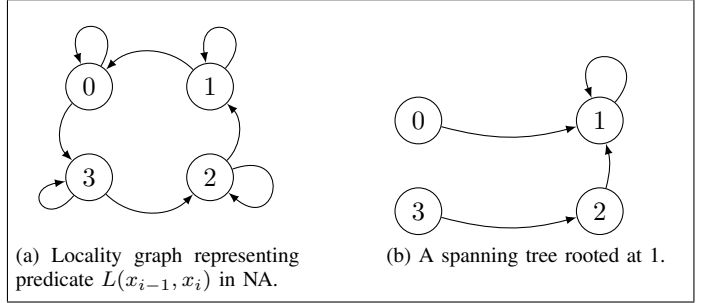 0
1
3
2
0
1
3
2
(a) Locality graph representing
predicate L(x_{i−1}, x_i) in NA.
(b) A spanning tree rooted at 1.